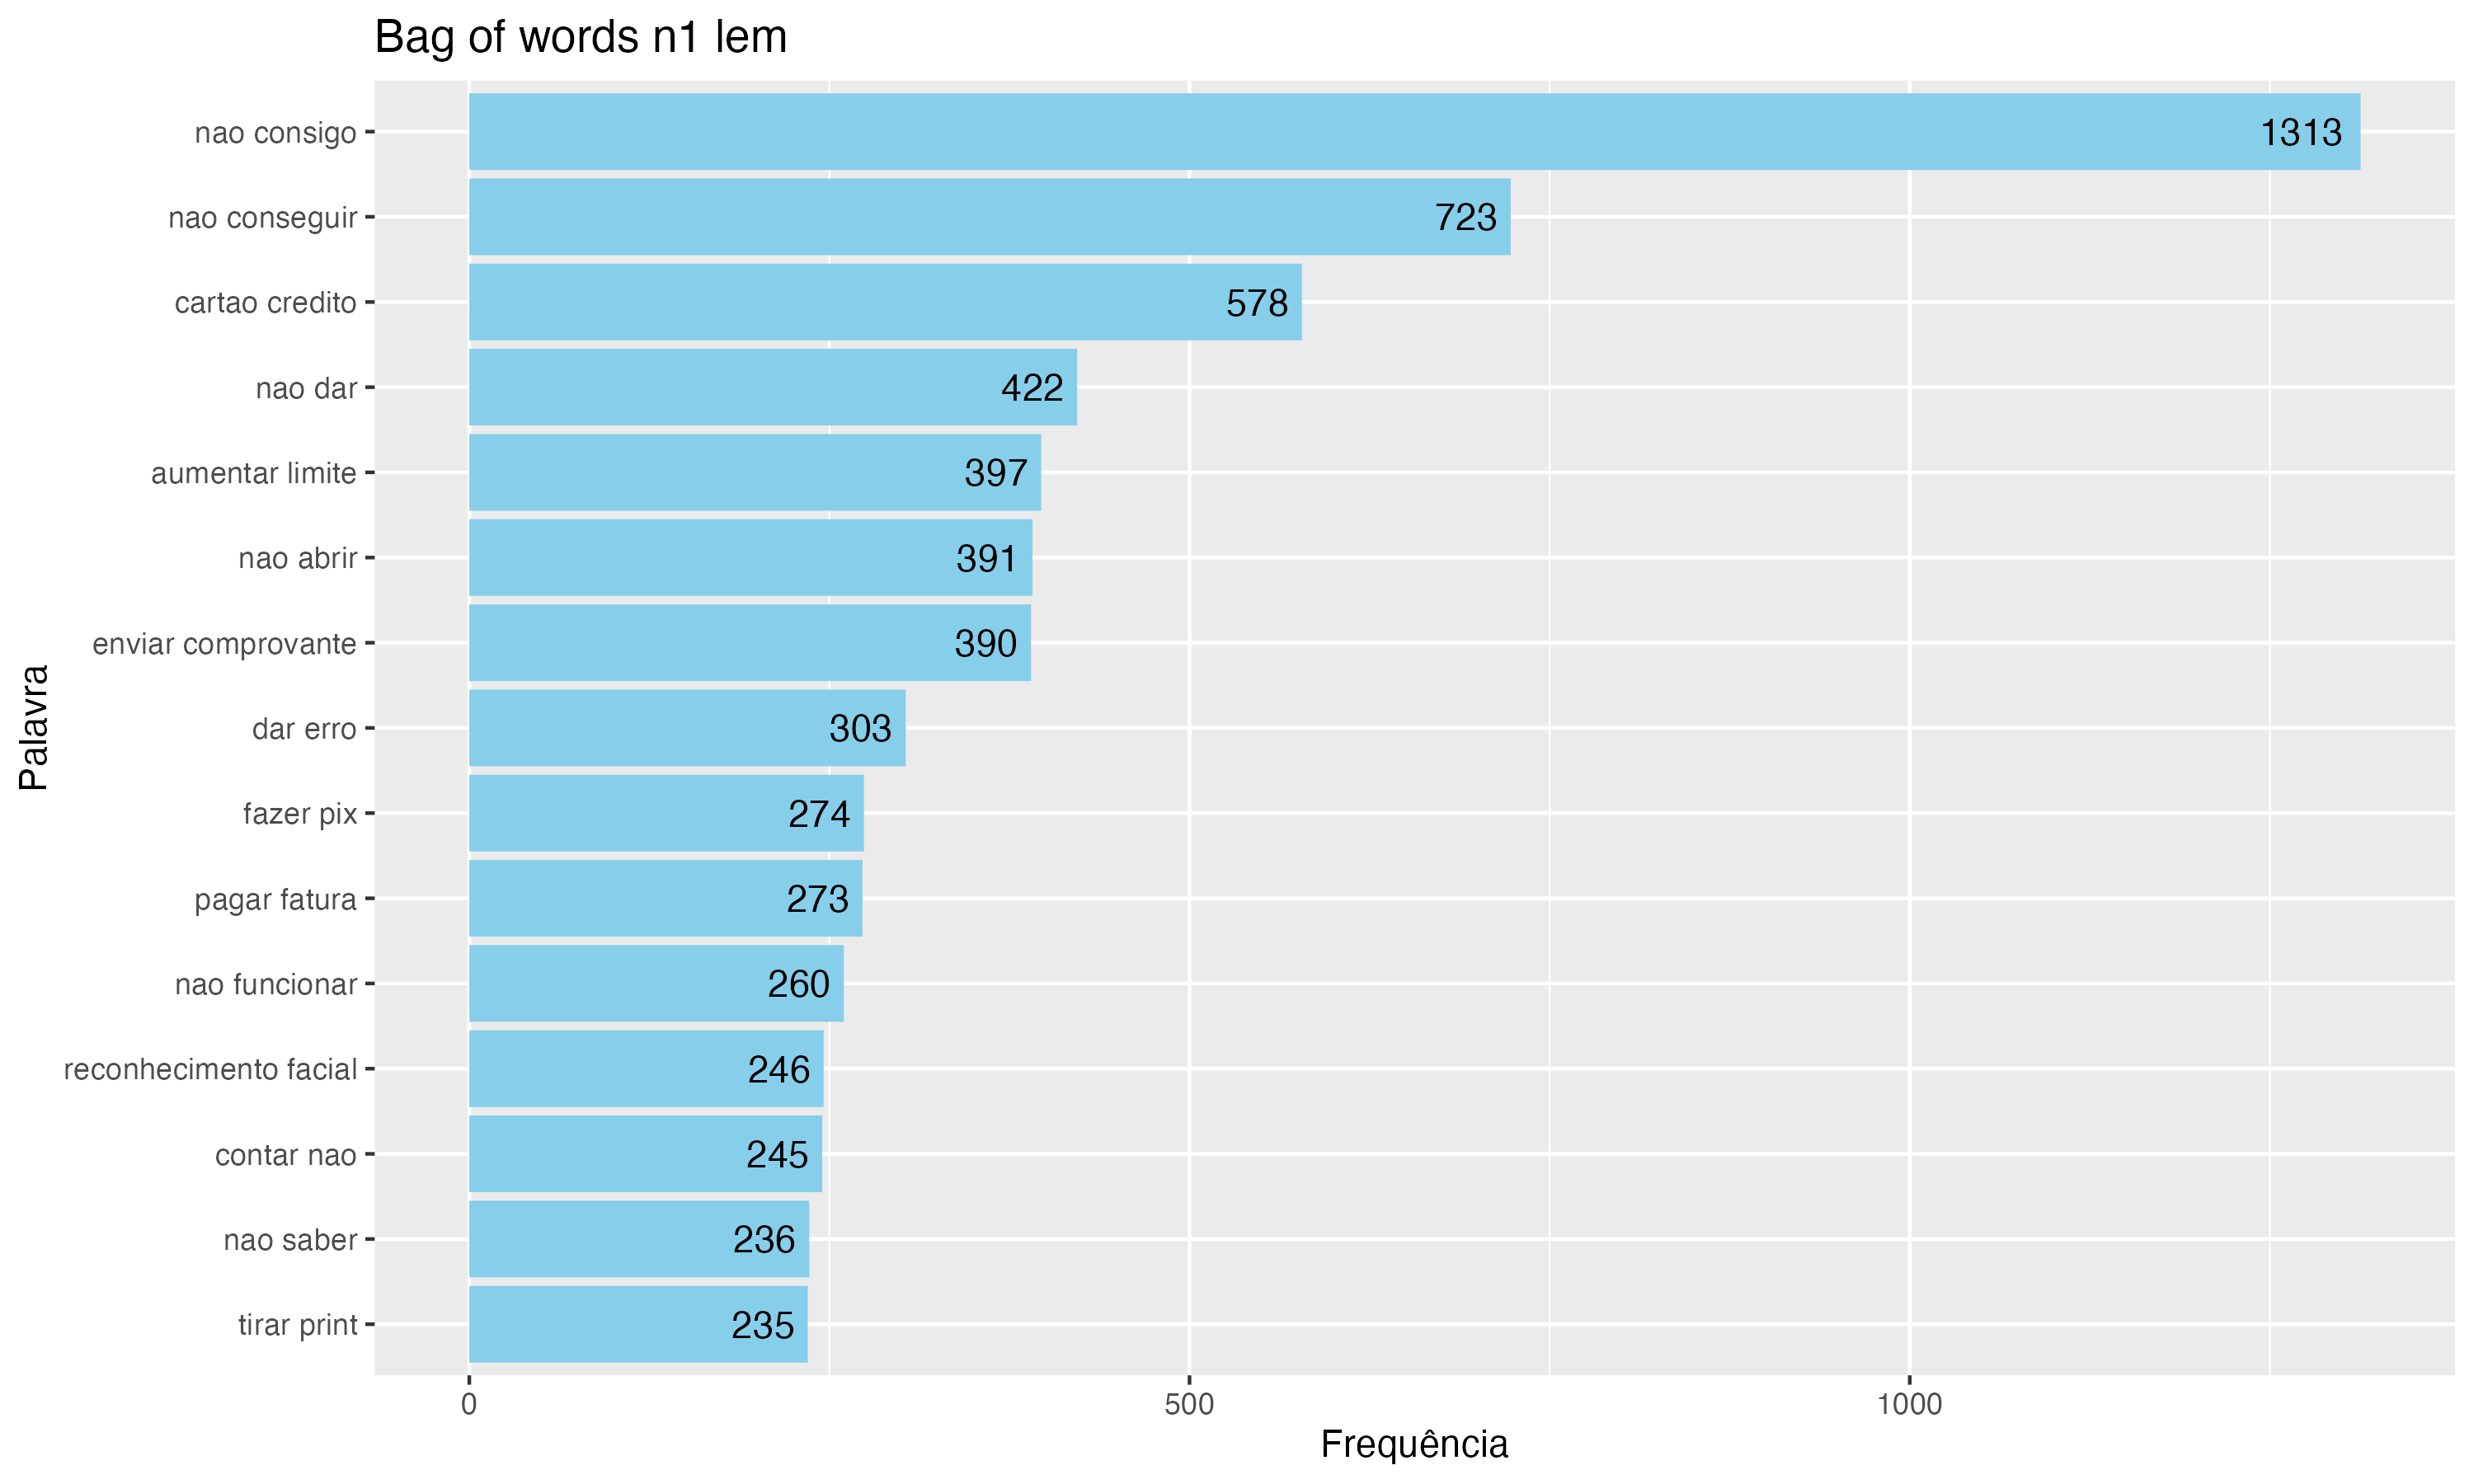 Bag of words n1 lem
nao consigo 1313
nao conseguir 723
cartao credito 578
nao dar 422
aumentar limite 397
nao abrir 391
enviar comprovante 390
dar erro 303
fazer pix 274
pagar fatura 273
nao funcionar 260
reconhecimento facial 246
contar nao 245
nao saber 236
tirar print 235
Palavra
0 500 1000
Frequência